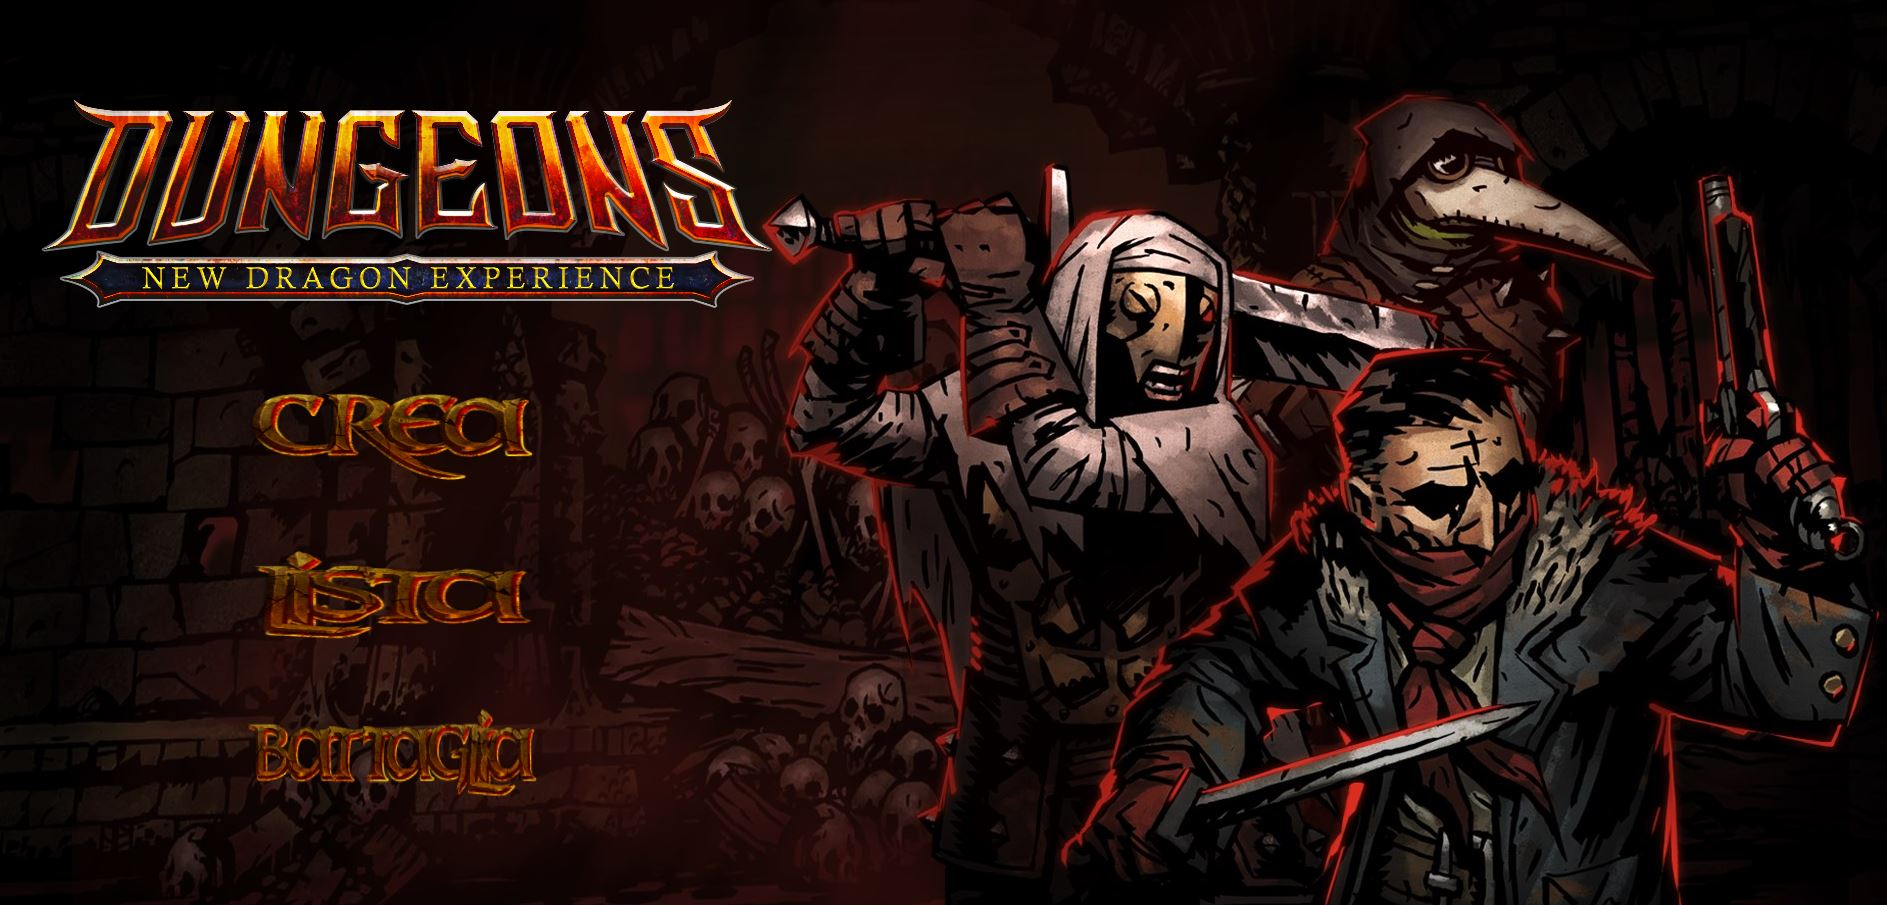 DUNGEONS
NEW DRAGON EXPERIENCE
CREA
LISTA
BATTAGLIA